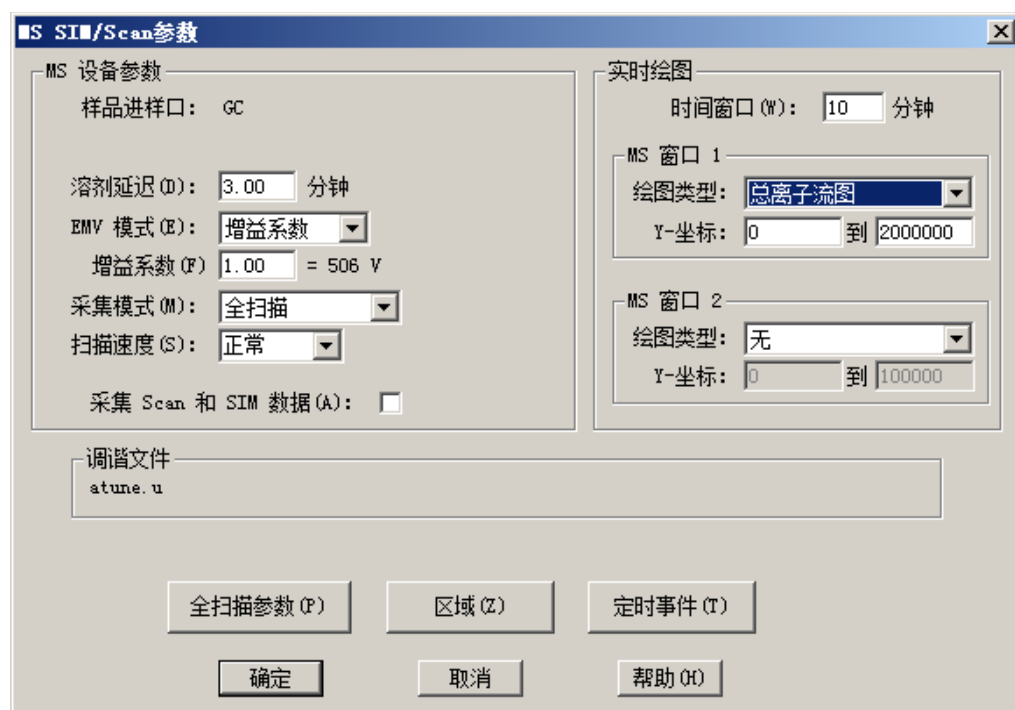 MS SIM/Scan参数
MS 设备参数
样品进样口： GC
溶剂延迟(D)： 3.00 分钟
EMV 模式(E)： 增益系数
增益系数(F) 1.00 = 506 V
采集模式(M)： 全扫描
扫描速度(S)： 正常
采集 Scan 和 SIM 数据(A)：
实时绘图
时间窗口(W)： 10 分钟
MS 窗口 1
绘图类型： 总离子流图
Y-坐标： 0 到 2000000
MS 窗口 2
绘图类型： 无
Y-坐标： 0 到 100000
调谐文件
atune.u
全扫描参数(P) 区域(Z) 定时事件(T)
确定 取消 帮助(H)